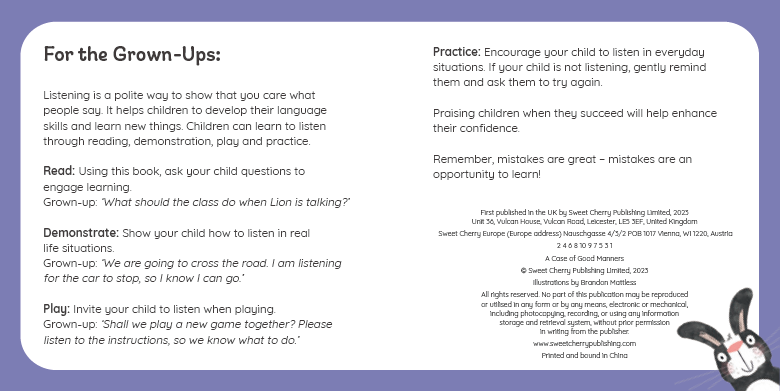 For the Grown-Ups:
Listening is a polite way to show that you care what
people say. It helps children to develop their language
skills and learn new things. Children can learn to listen
through reading, demonstration, play and practice.
Read: Using this book, ask your child questions to
engage learning.
Grown-up: ‘What should the class do when Lion is talking?’
Demonstrate: Show your child how to listen in real
life situations.
Grown-up: ‘We are going to cross the road. I am listening
for the car to stop, so I know I can go.’
Play: Invite your child to listen when playing.
Grown-up: ‘Shall we play a new game together? Please
listen to the instructions, so we know what to do.’
Practice: Encourage your child to listen in everyday
situations. If your child is not listening, gently remind
them and ask them to try again.
Praising children when they succeed will help enhance
their confidence.
Remember, mistakes are great – mistakes are an
opportunity to learn!
First published in the UK by Sweet Cherry Publishing Limited, 2023
Unit 36, Vulcan House, Vulcan Road, Leicester, LE5 3EF, United Kingdom
Sweet Cherry Europe (Europe address) Nauschgasse 4/3/2 POB 1017 Vienna, WI 1220, Austria
2 4 6 8 10 9 7 5 3 1
A Case of Good Manners
© Sweet Cherry Publishing Limited, 2023
Illustrations by Brandon Mattless
All rights reserved. No part of this publication may be reproduced
or utilised in any form or by any means, electronic or mechanical,
including photocopying, recording, or using any information
storage and retrieval system, without prior permission
in writing from the publisher.
www.sweetcherrypublishing.com
Printed and bound in China